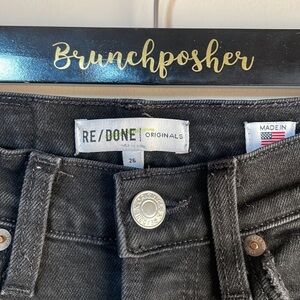 Brunchposher
RE/DONE | ORIGINALS
MADE IN
26